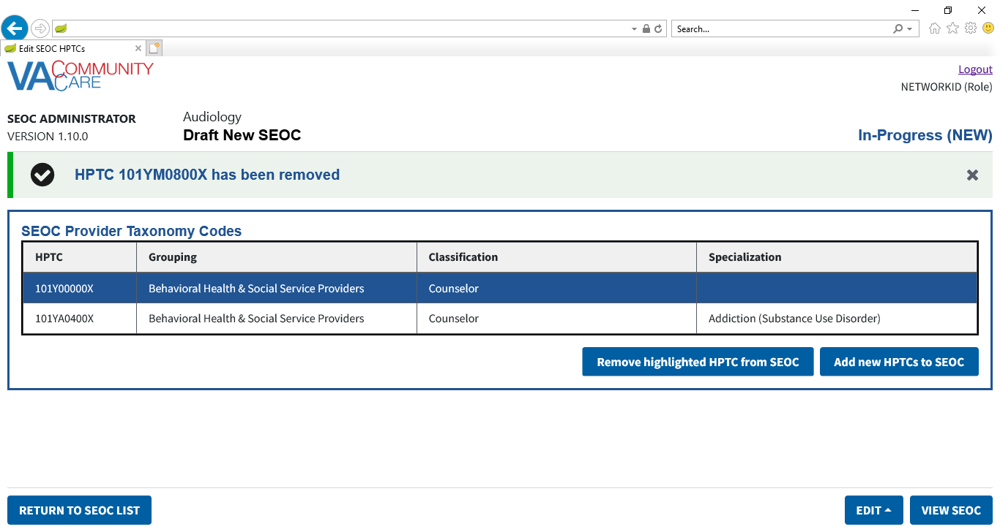 Search...
Edit SEOC HPTCs
VA COMMUNITY CARE
Logout
NETWORKID (Role)
SEOC ADMINISTRATOR
VERSION 1.10.0
Audiology
Draft New SEOC
In-Progress (NEW)
HPTC 101YM0800X has been removed
SEOC Provider Taxonomy Codes
HPTC Grouping Classification Specialization
101Y00000X Behavioral Health & Social Service Providers Counselor
101YA0400X Behavioral Health & Social Service Providers Counselor Addiction (Substance Use Disorder)
Remove highlighted HPTC from SEOC Add new HPTCs to SEOC
RETURN TO SEOC LIST EDIT VIEW SEOC